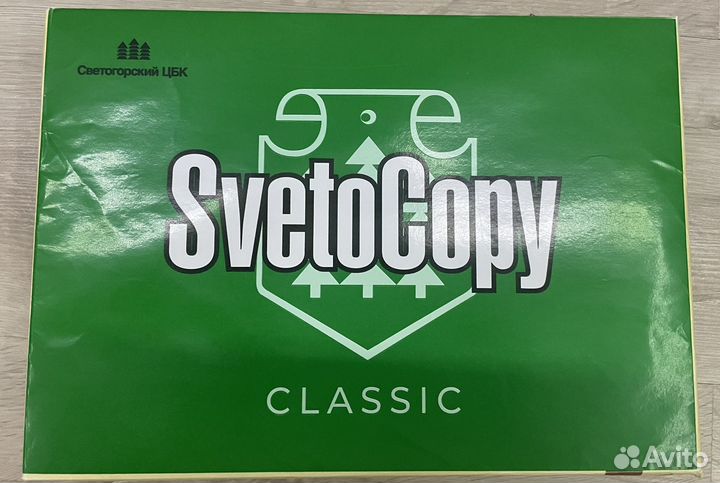 Светогорский ЦБК
SvetoCopy
CLASSIC
Avito